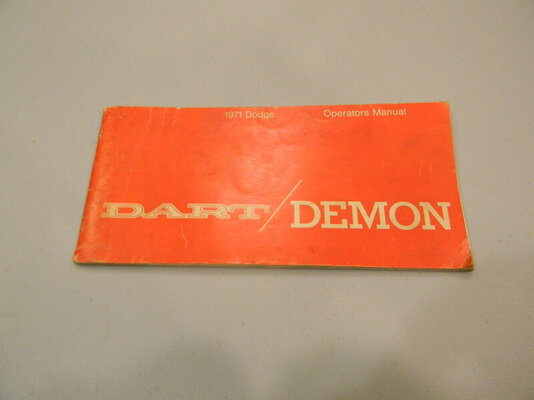 1971 Dodge Operators Manual
DART/DEMON